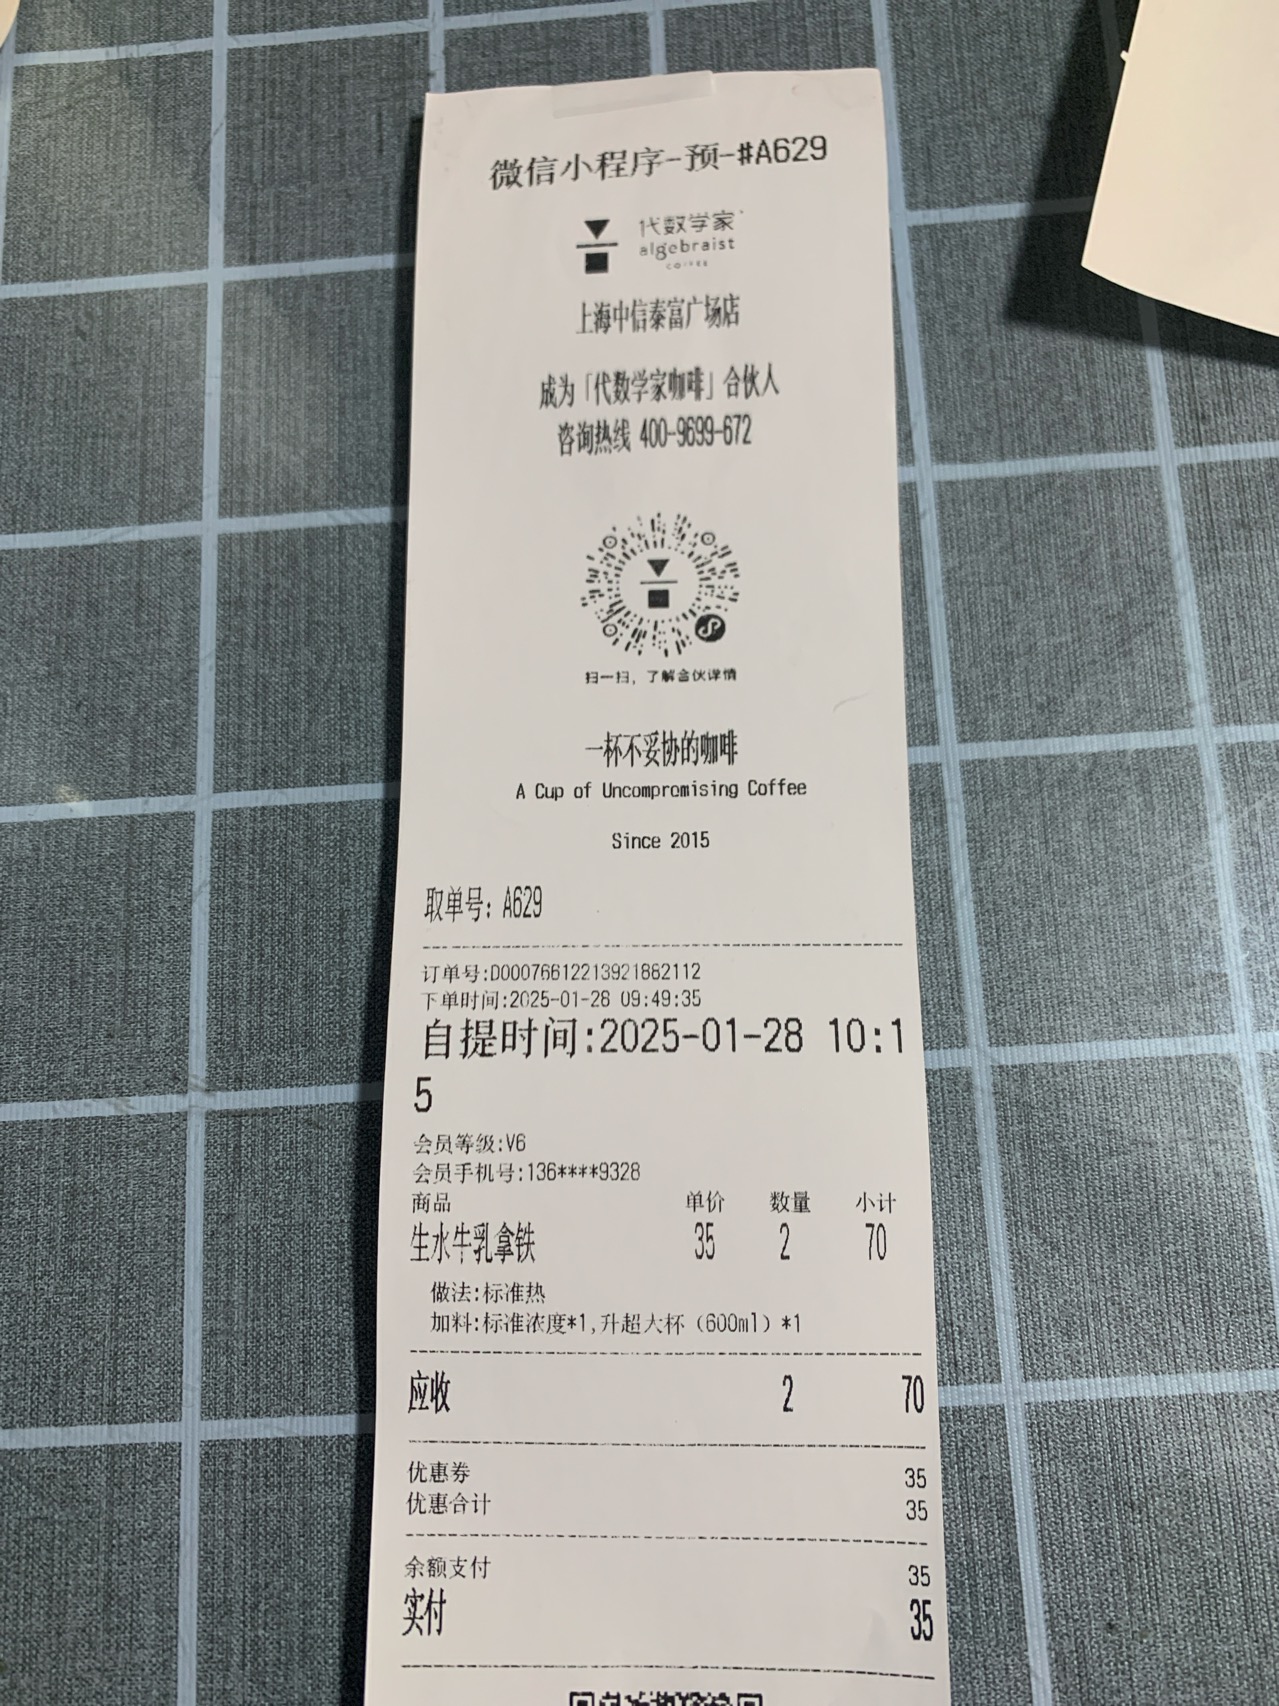 微信小程序-预-#A629
代数学家
algebraist
COFFEE
上海中信泰富广场店
成为「代数学家咖啡」合伙人
咨询热线 400-9699-672
扫一扫，了解合伙详情
一杯不妥协的咖啡
A Cup of Uncompromising Coffee
Since 2015
取单号: A629
订单号:D000766122139218​82112
下单时间:2025-01-28 09:49:35
自提时间:2025-01-28 10:1
5
会员等级:V6
会员手机号:136****9328
商品 单价 数量 小计
生水牛乳拿铁 35 2 70
做法:标准热
加料:标准浓度*1,升超大杯（600ml）*1
应收 2 70
优惠券 35
优惠合计 35
余额支付 35
实付 35